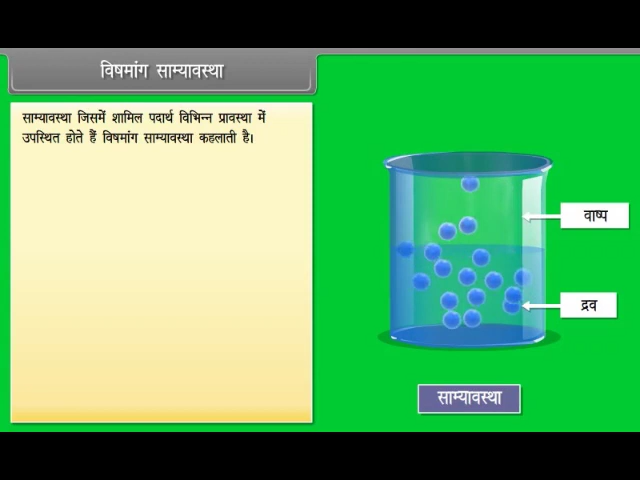 विषमांग साम्यावस्था
साम्यावस्था जिसमें शामिल पदार्थ विभिन्न प्रावस्था में
उपस्थित होते हैं विषमांग साम्यावस्था कहलाती है।
वाष्प
द्रव
साम्यावस्था